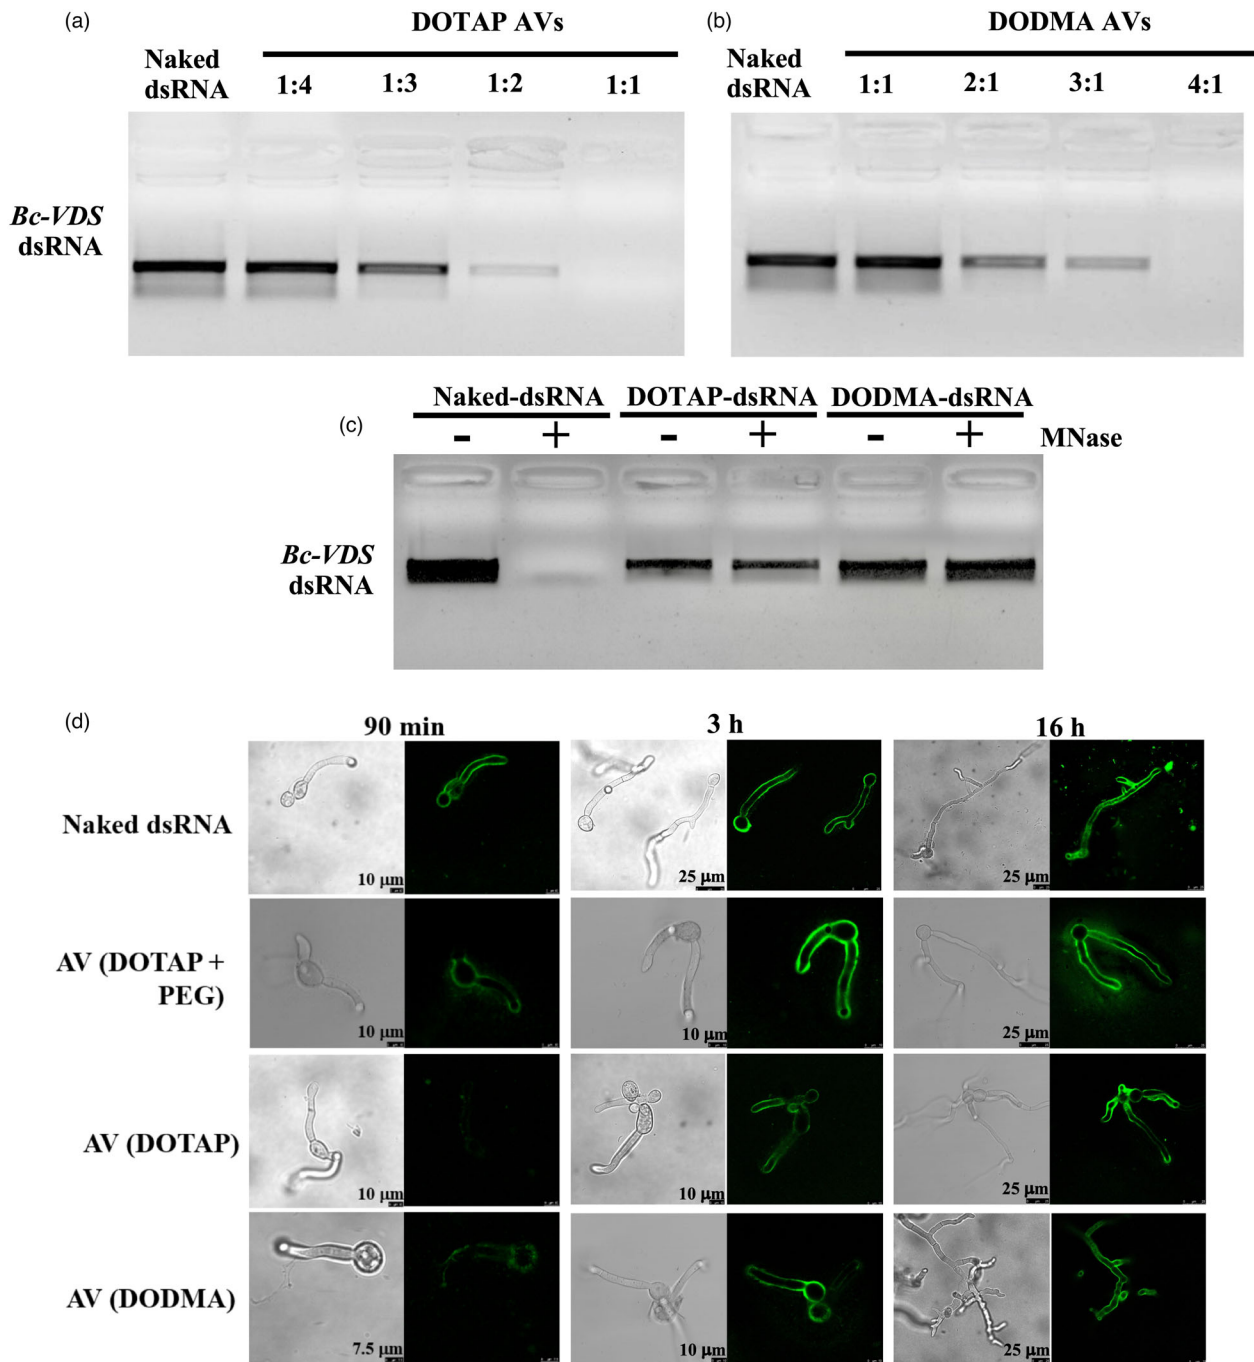 (a)
DOTAP AVs
Naked
dsRNA
1:4 1:3 1:2 1:1
Bc-VDS
dsRNA
(b)
DODMA AVs
Naked
dsRNA
1:1 2:1 3:1 4:1
(c)
Naked-dsRNA DOTAP-dsRNA DODMA-dsRNA
- + - + - + MNase
Bc-VDS
dsRNA
(d)
90 min 3 h 16 h
Naked dsRNA
10 µm 25 µm 25 µm
AV (DOTAP +
PEG)
10 µm 10 µm 25 µm
AV (DOTAP)
10 µm 10 µm 25 µm
AV (DODMA)
7.5 µm 10 µm 25 µm